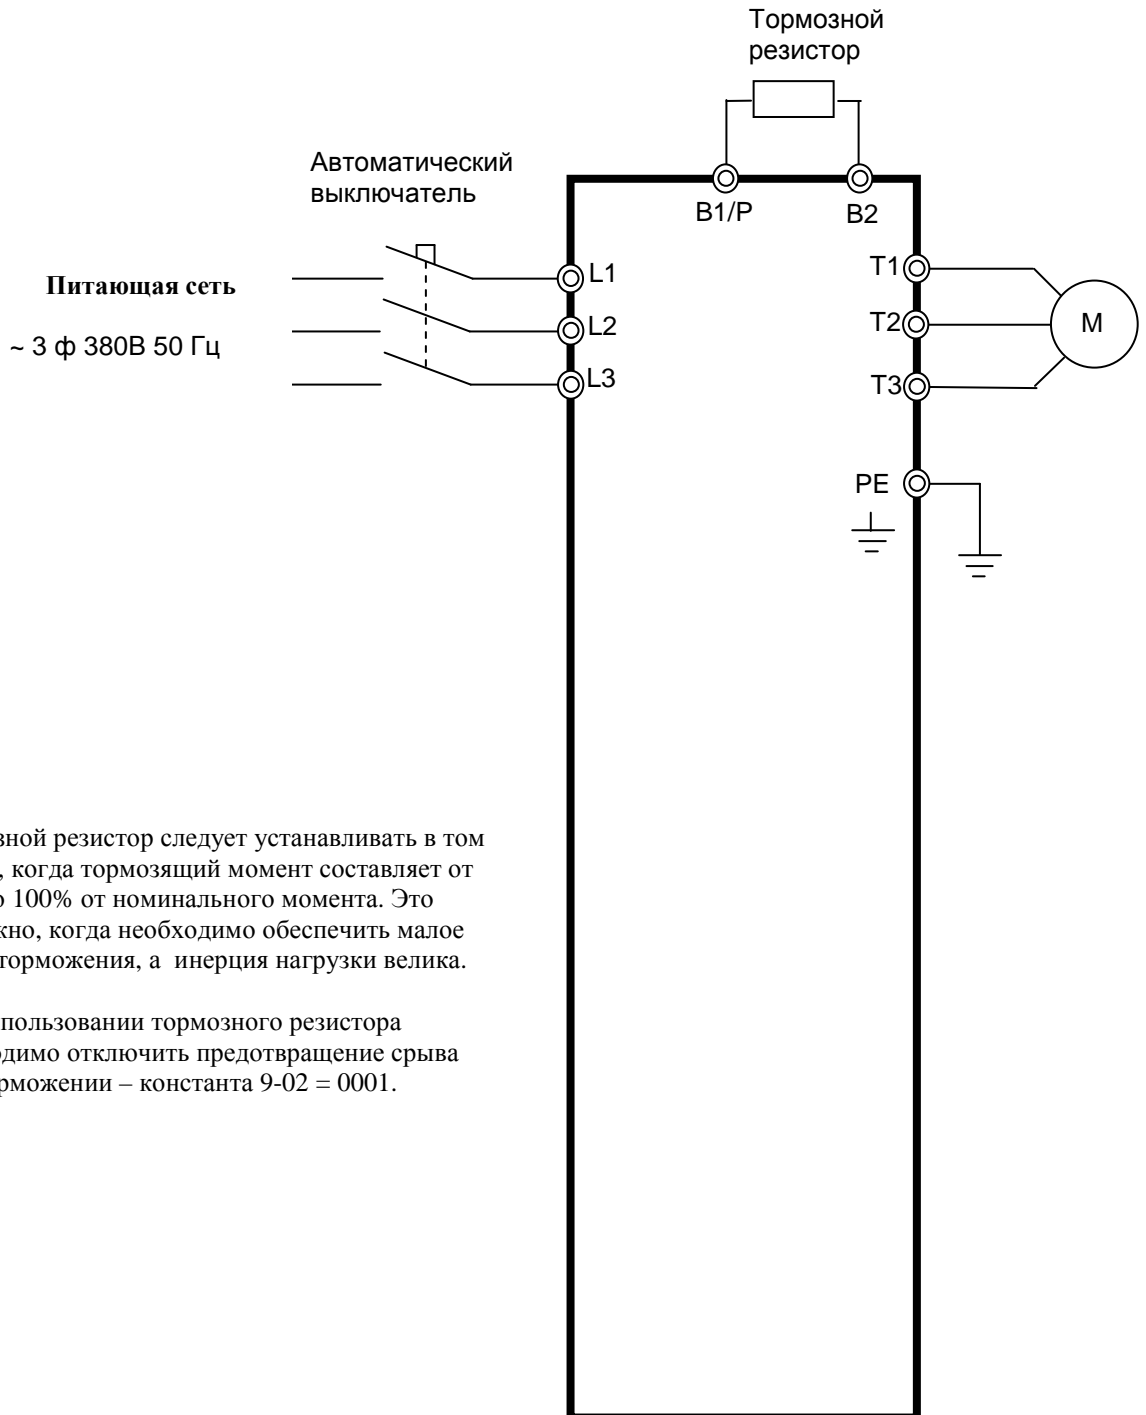 Тормозной
резистор
Автоматический
выключатель
B1/P
B2
Питающая сеть
~ 3 ф 380В 50 Гц
L1
L2
L3
T1
T2
T3
M
PE
зной резистор следует устанавливать в том
, когда тормозящий момент составляет от
о 100% от номинального момента. Это
жно, когда необходимо обеспечить малое
торможения, а инерция нагрузки велика.
пользовании тормозного резистора
димо отключить предотвращение срыва
рможении – константа 9-02 = 0001.